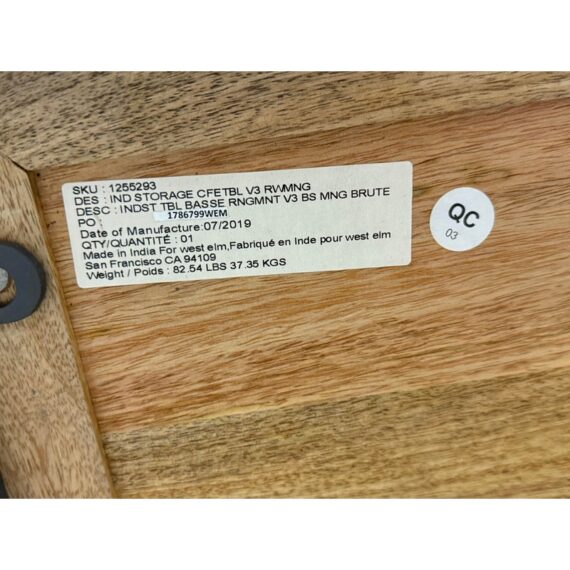 SKU : 1255293
DES : IND STORAGE CFETBL V3 RWMNG
DESC : INDST TBL BASSE RNGMNT V3 BS MNG BRUTE
PO : 1786799WEM
Date of Manufacture:07/2019
QTY/QUANTITÉ : 01
Made in India For west elm,Fabriqué en Inde pour west elm
San Francisco CA 94109
Weight / Poids : 82.54 LBS 37.35 KGS
QC
03